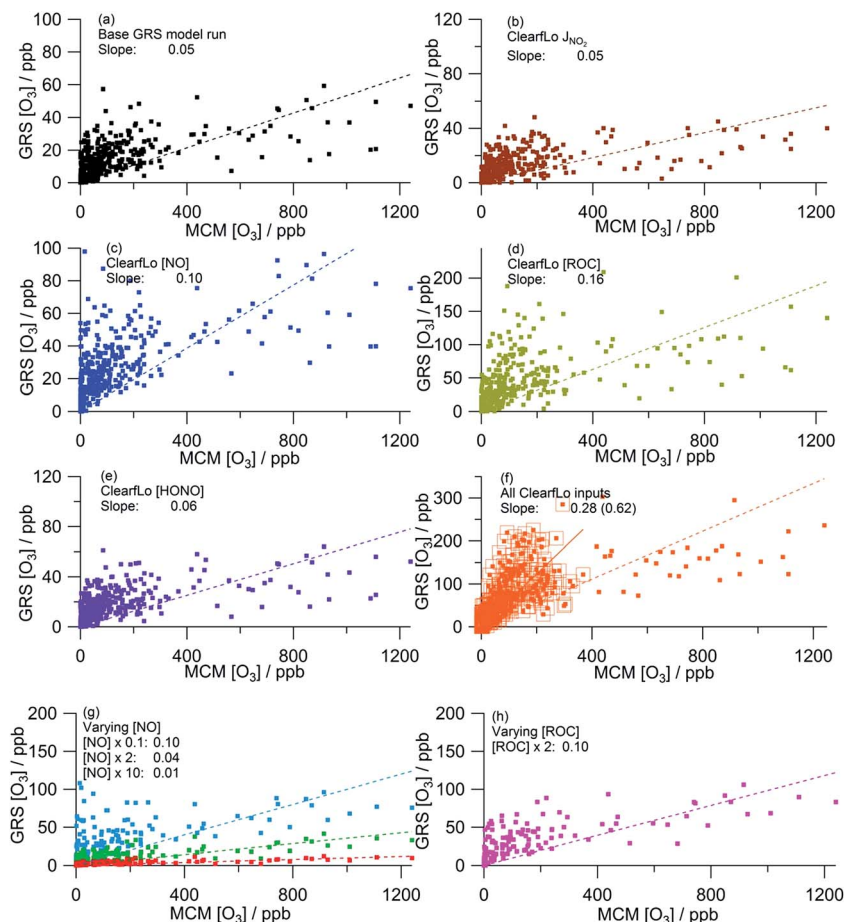 (a)
Base GRS model run
Slope: 0.05
GRS [O3] / ppb
100
80
60
40
20
0
0 400 800 1200
MCM [O3] / ppb
(b)
ClearfLo JNO2
Slope: 0.05
GRS [O3] / ppb
120
80
40
0
0 400 800 1200
MCM [O3] / ppb
(c)
ClearfLo [NO]
Slope: 0.10
GRS [O3] / ppb
100
80
60
40
20
0
0 400 800 1200
MCM [O3] / ppb
(d)
ClearfLo [ROC]
Slope: 0.16
GRS [O3] / ppb
200
150
100
50
0
0 400 800 1200
MCM [O3] / ppb
(e)
ClearfLo [HONO]
Slope: 0.06
GRS [O3] / ppb
120
80
40
0
0 400 800 1200
MCM [O3] / ppb
(f)
All ClearfLo inputs
Slope: 0.28 (0.62)
GRS [O3] / ppb
300
200
100
0
0 400 800 1200
MCM [O3] / ppb
(g)
Varying [NO]
[NO] x 0.1: 0.10
[NO] x 2: 0.04
[NO] x 10: 0.01
GRS [O3] / ppb
200
150
100
50
0
0 400 800 1200
MCM [O3] / ppb
(h)
Varying [ROC]
[ROC] x 2: 0.10
GRS [O3] / ppb
200
150
100
50
0
0 400 800 1200
MCM [O3] / ppb